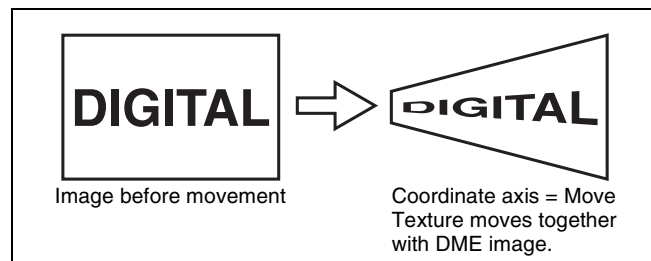 DIGITAL
DIGITAL
Image before movement
Coordinate axis = Move
Texture moves together
with DME image.